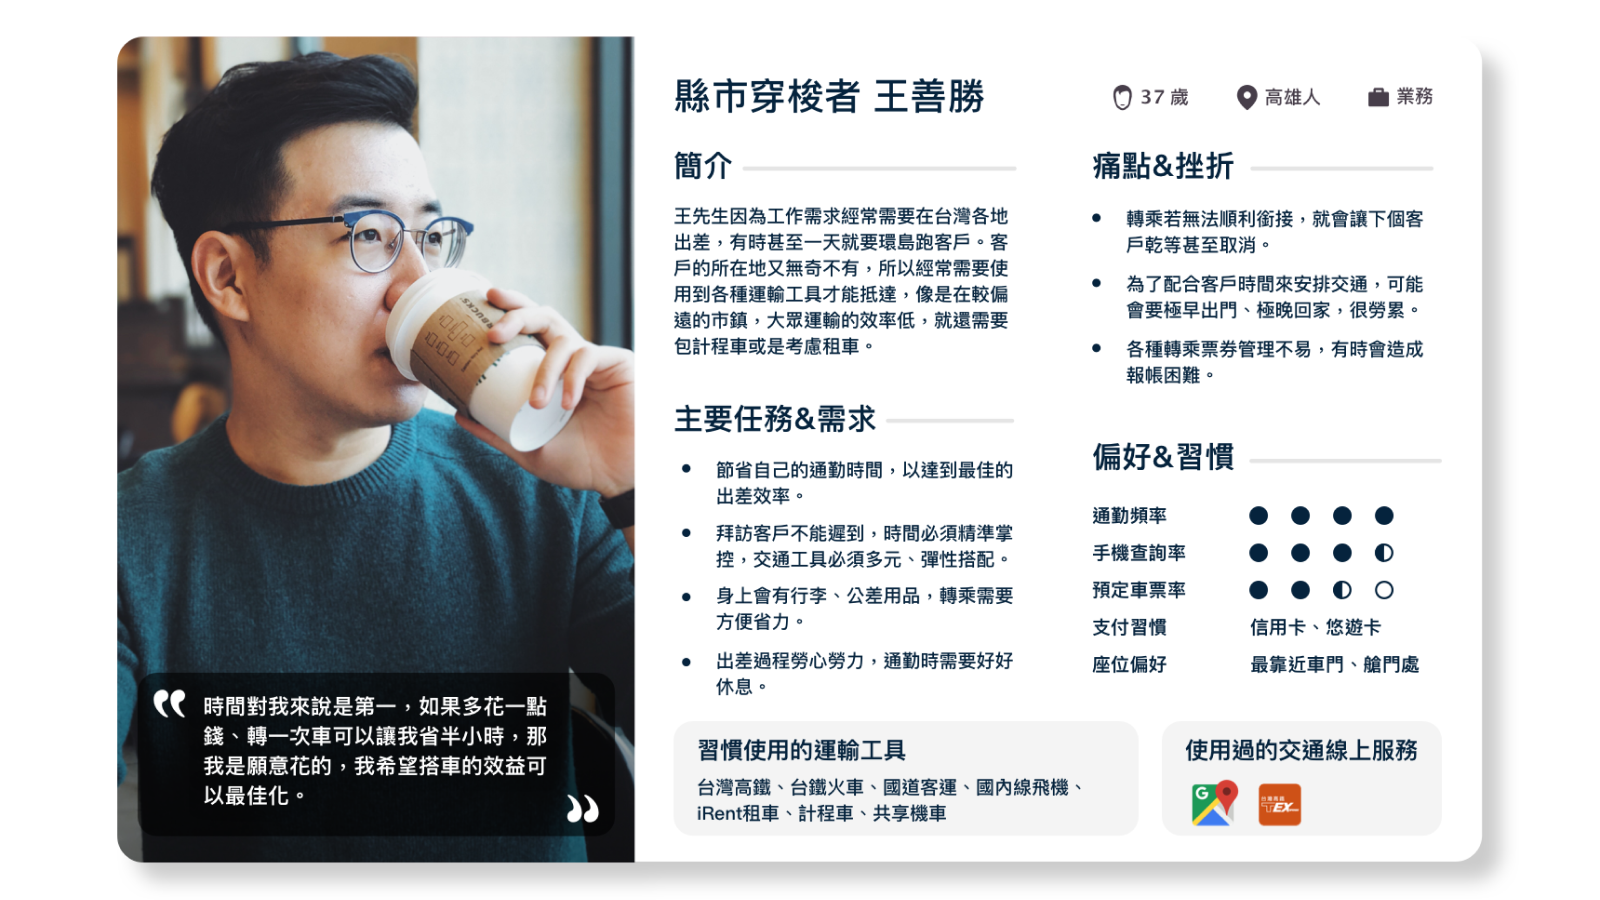 縣市穿梭者 王善勝
37 歲
高雄人
業務
簡介
王先生因為工作需求經常需要在台灣各地
出差，有時甚至一天就要環島跑客戶。客
戶的所在地又無奇不有，所以經常需要使
用到各種運輸工具才能抵達，像是在較偏
遠的市鎮，大眾運輸的效率低，就還需要
包計程車或是考慮租車。
主要任務&需求
• 節省自己的通勤時間，以達到最佳的
出差效率。
• 拜訪客戶不能遲到，時間必須精準掌
控，交通工具必須多元、彈性搭配。
• 身上會有行李、公差用品，轉乘需要
方便省力。
• 出差過程勞心勞力，通勤時需要好好
休息。
痛點&挫折
• 轉乘若無法順利銜接，就會讓下個客
戶乾等甚至取消。
• 為了配合客戶時間來安排交通，可能
會要極早出門、極晚回家，很勞累。
• 各種轉乘票券管理不易，有時會造成
報帳困難。
偏好&習慣
通勤頻率
手機查詢率
預定車票率
支付習慣 信用卡、悠遊卡
座位偏好 最靠近車門、艙門處
“時間對我來說是第一，如果多花一點
錢、轉一次車可以讓我省半小時，那
我是願意花的，我希望搭車的效益可
以最佳化。”
習慣使用的運輸工具
台灣高鐵、台鐵火車、國道客運、國內線飛機、
iRent租車、計程車、共享機車
使用過的交通線上服務
G
台灣高鐵
TEX